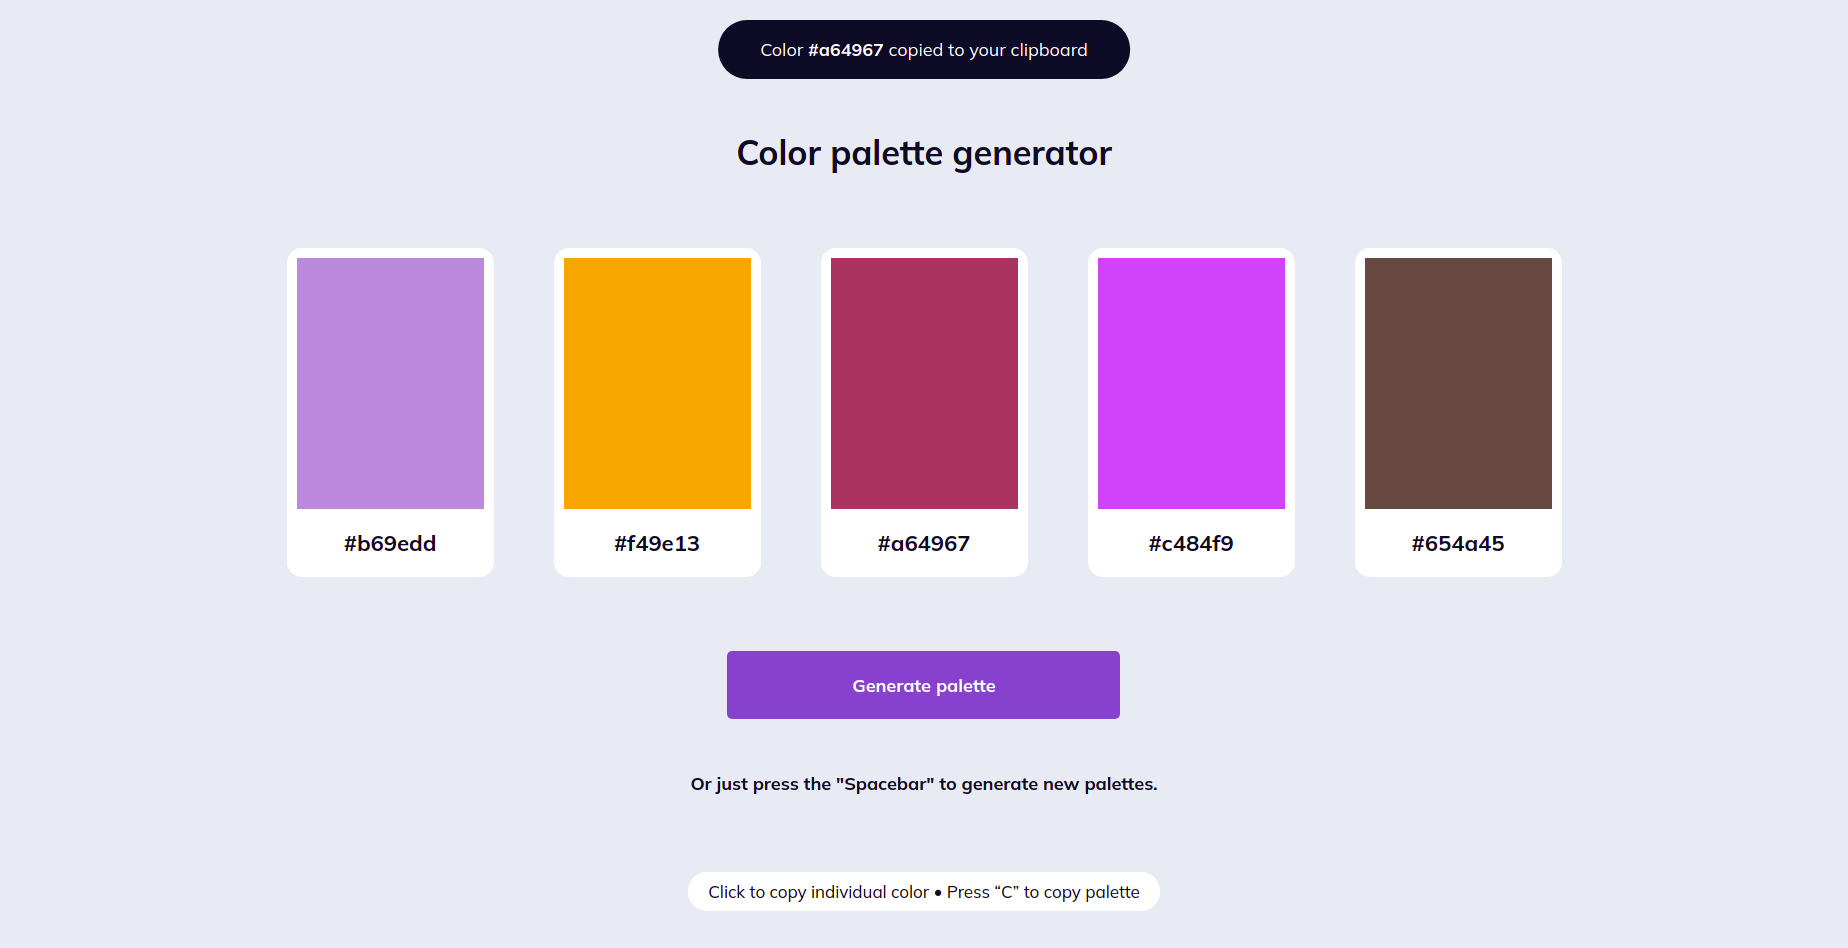 Color #a64967 copied to your clipboard
Color palette generator
#b69edd
#f49e13
#a64967
#c484f9
#654a45
Generate palette
Or just press the "Spacebar" to generate new palettes.
Click to copy individual color • Press “C” to copy palette